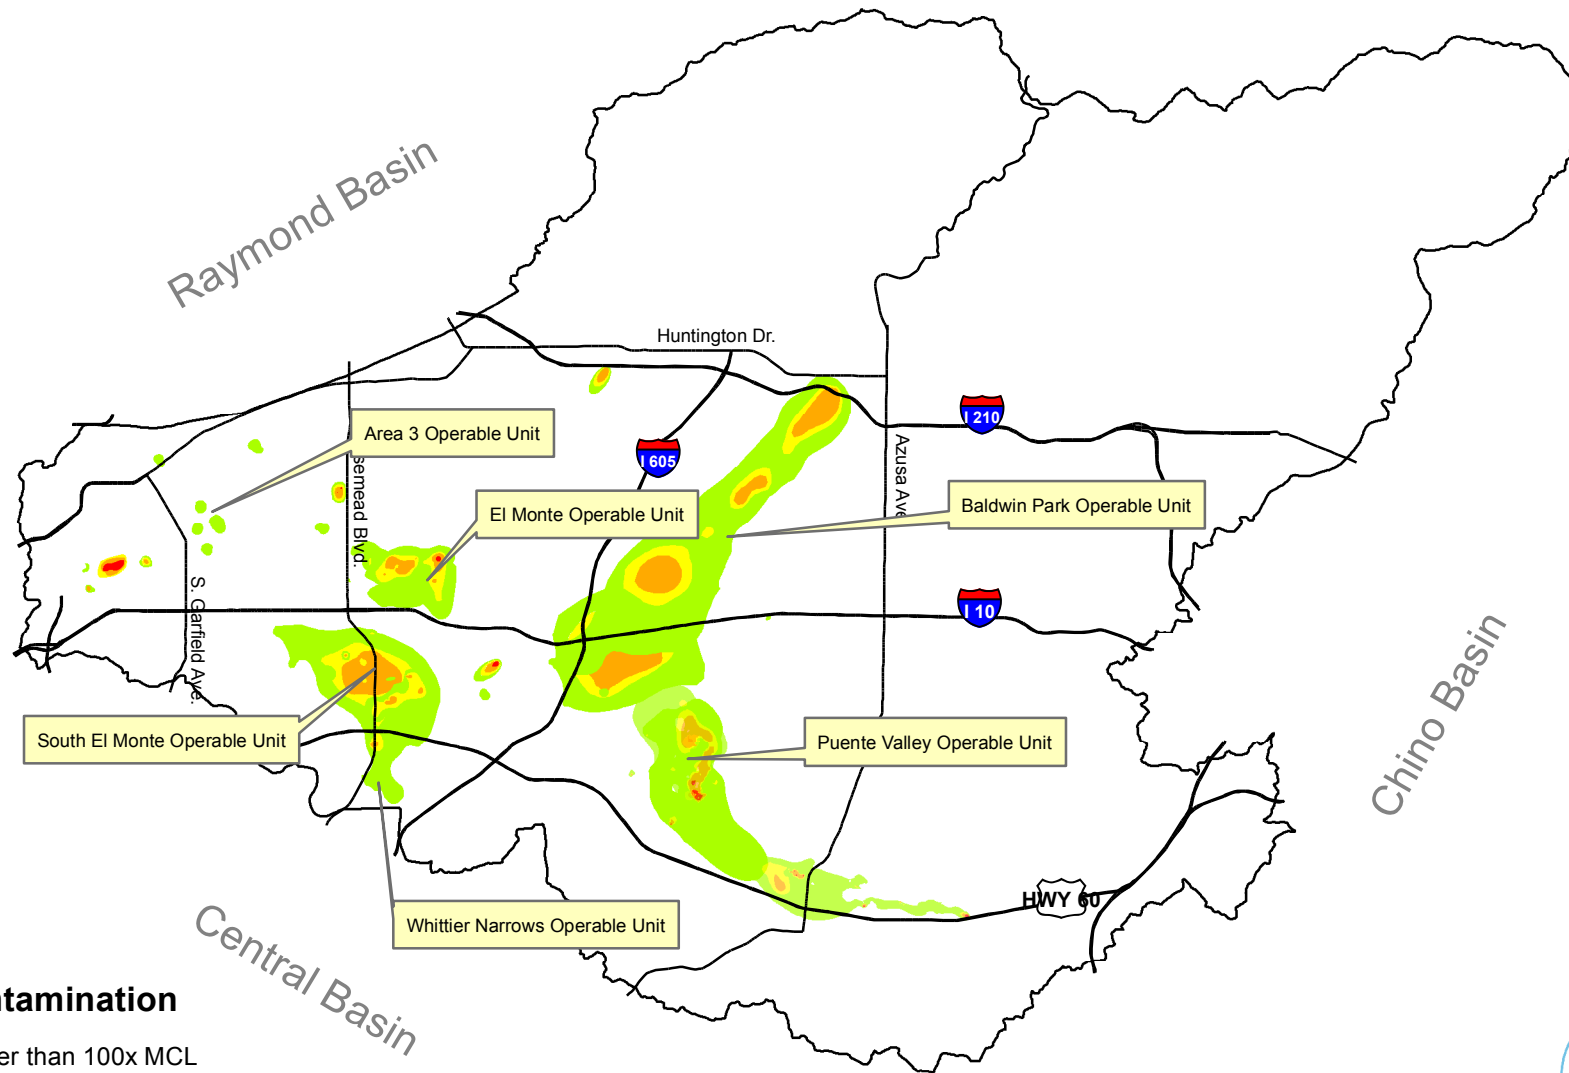 Raymond Basin
Huntington Dr.
Area 3 Operable Unit
I 210
I 605
semead Blvd.
Azusa Ave
El Monte Operable Unit
Baldwin Park Operable Unit
S. Garfield Ave.
I 10
Chino Basin
South El Monte Operable Unit
Puente Valley Operable Unit
HWY 60
Whittier Narrows Operable Unit
Central Basin
ntamination
er than 100x MCL